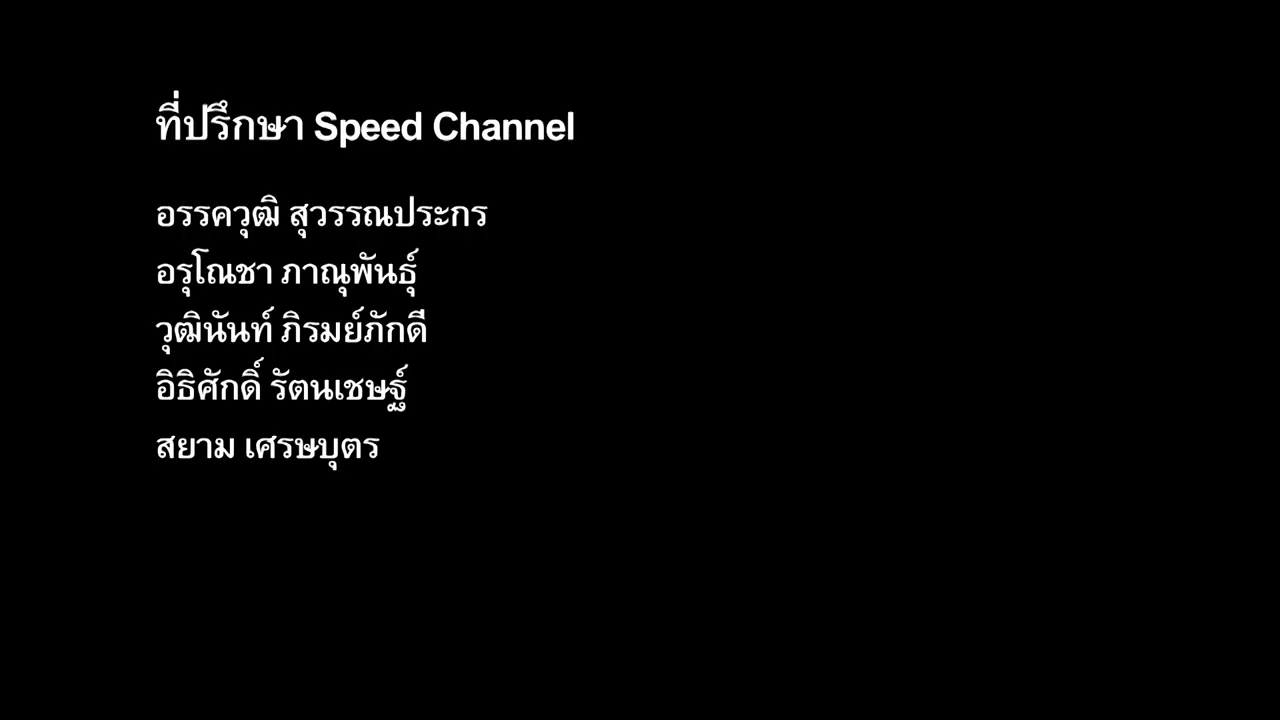 ที่ปรึกษา Speed Channel
อรรควุฒิ สุวรรณประกร
อรุโณชา ภาณุพันธุ์
วุฒินันท์ ภิรมย์ภักดี
อิธิศักดิ์ รัตนเชษฐ์
สยาม เศรษบุตร